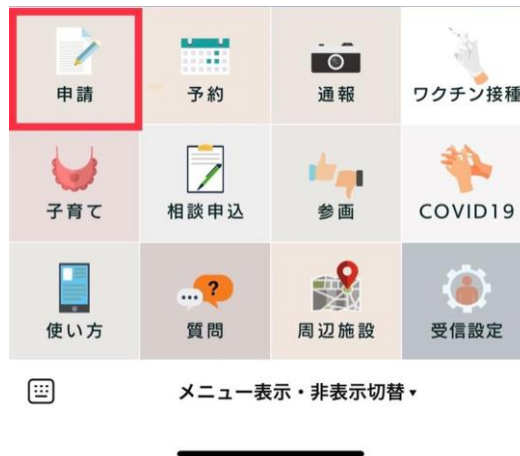 申請
予約
通報
ワクチン接種
子育て
相談申込
参画
COVID19
使い方
質問
周辺施設
受信設定
メニュー表示・非表示切替▼